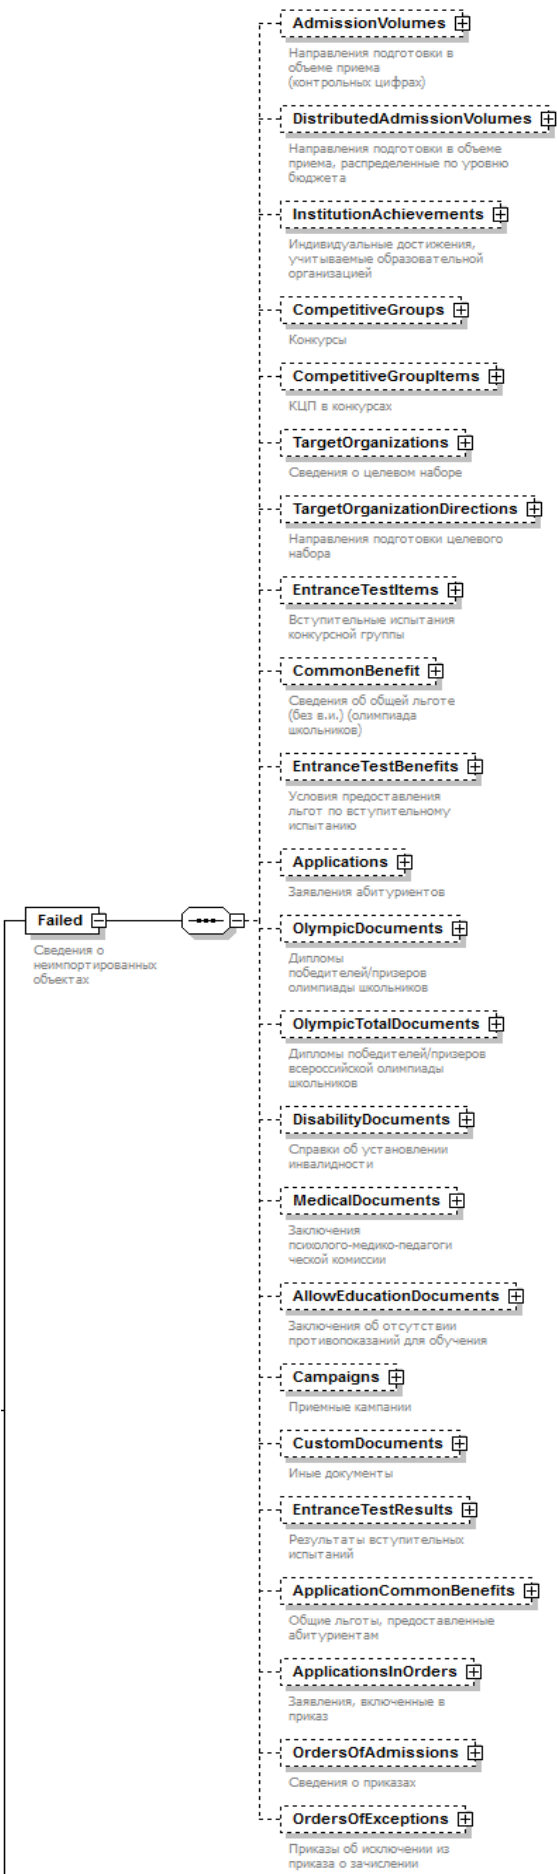 AdmissionVolumes
Направления подготовки в
объеме приема
(контрольных цифрах)
DistributedAdmissionVolumes
Направления подготовки в объеме
приема, распределенные по уровню
бюджета
InstitutionAchievements
Индивидуальные достижения,
учитываемые образовательной
организацией
CompetitiveGroups
Конкурсы
CompetitiveGroupItems
КЦП в конкурсах
TargetOrganizations
Сведения о целевом наборе
TargetOrganizationDirections
Направления подготовки целевого
набора
EntranceTestItems
Вступительные испытания
конкурсной группы
CommonBenefit
Сведения об общей льготе
(без в.и.) (олимпиада
школьников)
EntranceTestBenefits
Условия предоставления
льгот по вступительному
испытанию
Applications
Заявления абитуриентов
Failed
Сведения о
неимпортированных
объектах
OlympicDocuments
Дипломы
победителей/призеров
олимпиады школьников
OlympicTotalDocuments
Дипломы победителей/призеров
всероссийской олимпиады
школьников
DisabilityDocuments
Справки об установлении
инвалидности
MedicalDocuments
Заключения
психолого-медико-педагоги
ческой комиссии
AllowEducationDocuments
Заключения об отсутствии
противопоказаний для обучения
Campaigns
Приемные кампании
CustomDocuments
Иные документы
EntranceTestResults
Результаты вступительных
испытаний
ApplicationCommonBenefits
Общие льготы, предоставленные
абитуриентам
ApplicationsInOrders
Заявления, включенные в
приказ
OrdersOfAdmissions
Сведения о приказах
OrdersOfExceptions
Приказы об исключении из
приказа о зачислении